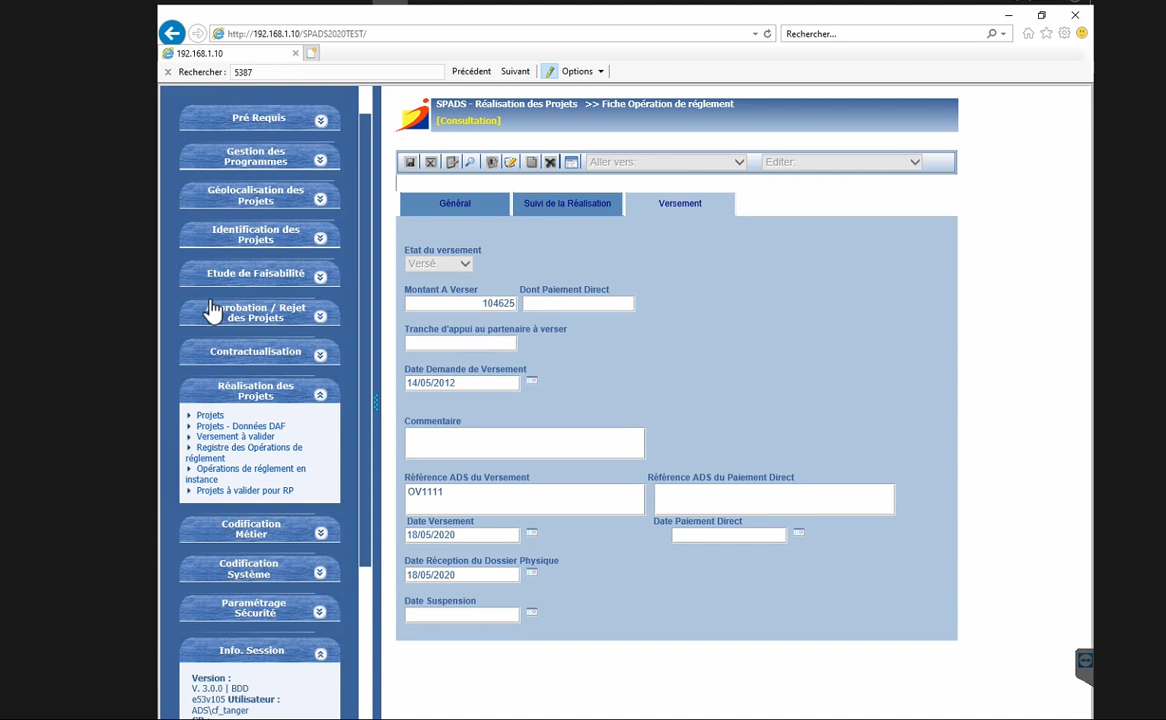 http://192.168.1.10/SPADS2020TEST/
Rechercher...
192.168.1.10
Rechercher : 5387 Précédent Suivant Options
Pré Requis
Gestion des
Programmes
Géolocalisation des
Projets
Identification des
Projets
Etude de Faisabilité
probation / Rejet
des Projets
Contractualisation
Réalisation des
Projets
Projets
Projets - Données DAF
Versement à valider
Registre des Opérations de
réglement
Opérations de réglement en
instance
Projets à valider pour RP
Codification
Métier
Codification
Système
Paramétrage
Sécurité
Info. Session
Version :
V. 3.0.0 | BDD
e53v105 Utilisateur :
ADS\cf_tanger
SPADS - Réalisation des Projets >> Fiche Opération de réglement
[Consultation]
Aller vers: Editer:
Général Suivi de la Réalisation Versement
Etat du versement
Versé
Montant A Verser Dont Paiement Direct
104625
Tranche d'appui au partenaire à verser
Date Demande de Versement
14/05/2012
Commentaire
Référence ADS du Versement Référence ADS du Paiement Direct
OV1111
Date Versement Date Paiement Direct
18/05/2020
Date Réception du Dossier Physique
18/05/2020
Date Suspension